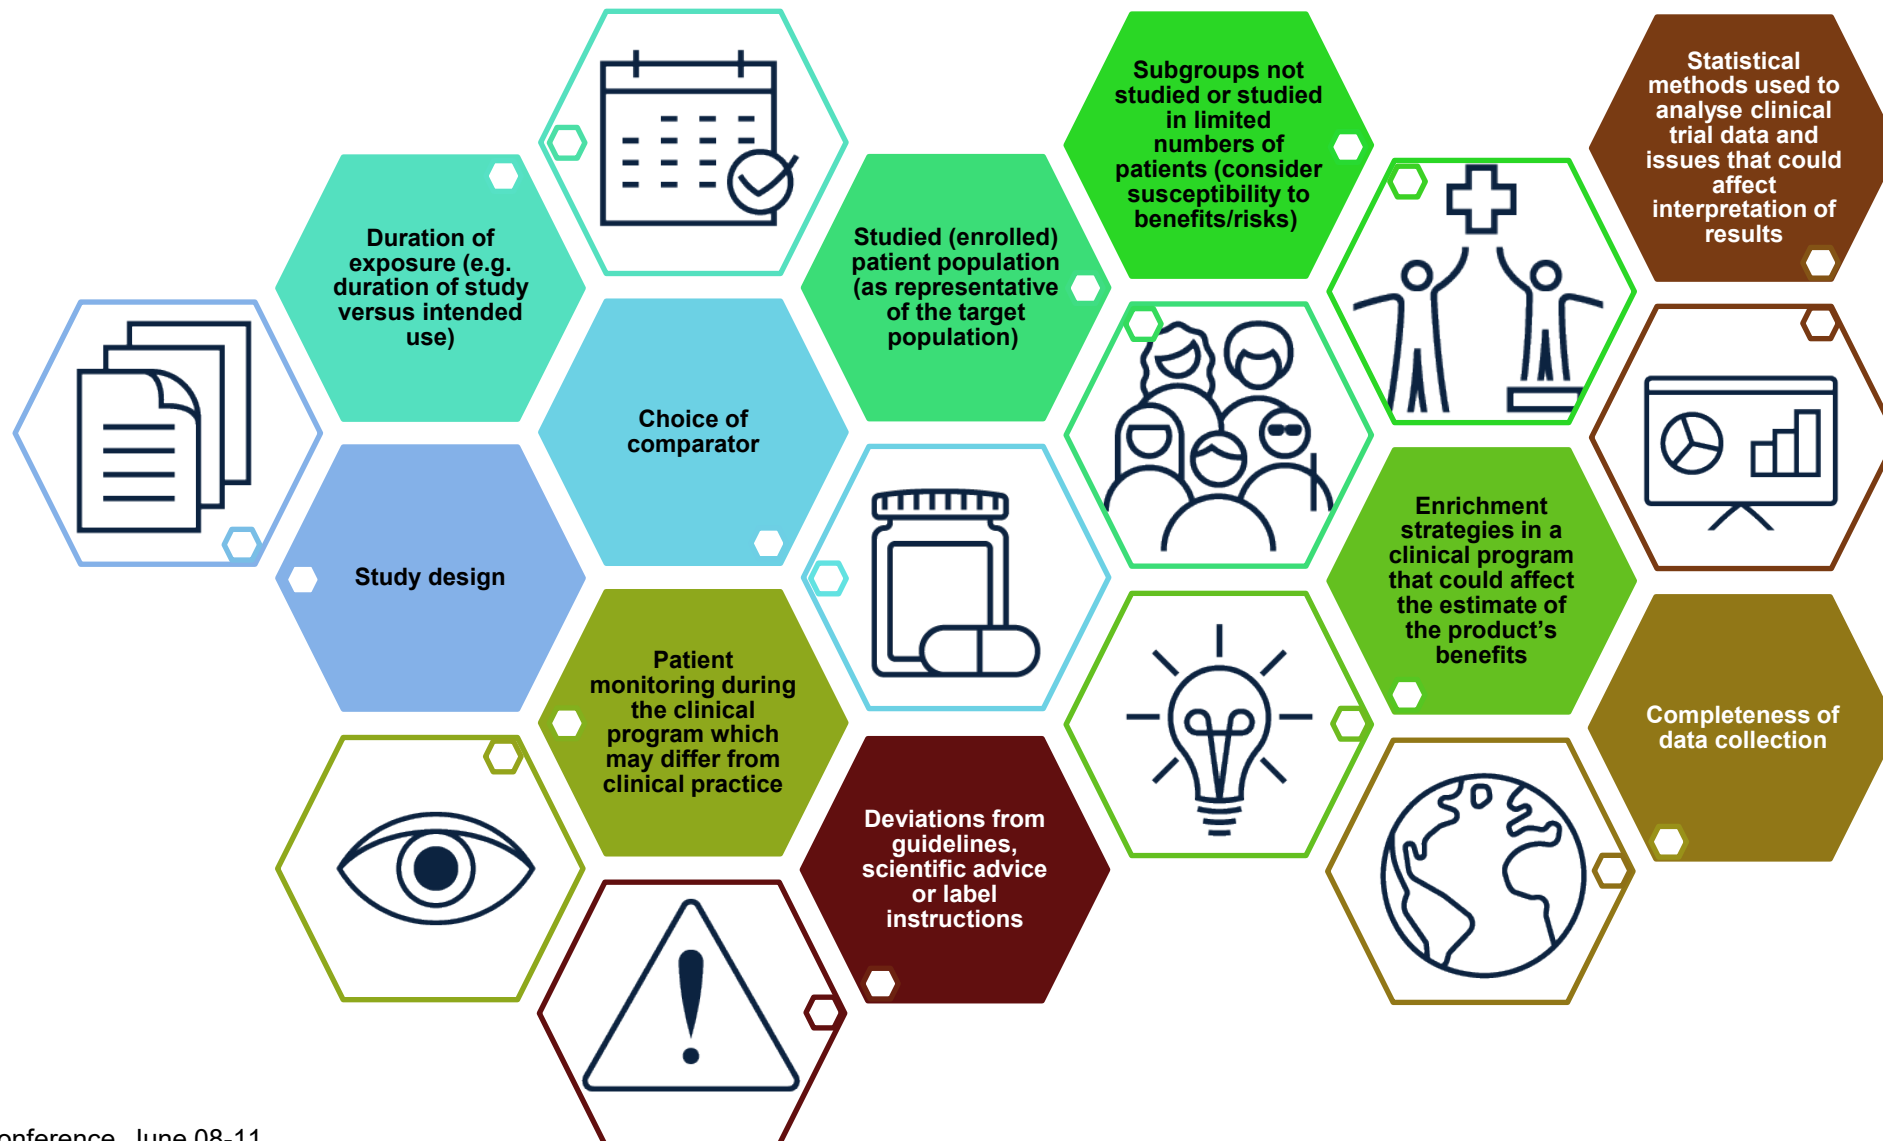 Duration of
exposure (e.g.
duration of study
versus intended
use)
Studied (enrolled)
patient population
(as representative
of the target
population)
Subgroups not
studied or studied
in limited
numbers of
patients (consider
susceptibility to
benefits/risks)
Statistical
methods used to
analyse clinical
trial data and
issues that could
affect
interpretation of
results
Choice of
comparator
Study design
Enrichment
strategies in a
clinical program
that could affect
the estimate of
the product's
benefits
Patient
monitoring during
the clinical
program which
may differ from
clinical practice
Completeness of
data collection
Deviations from
guidelines,
scientific advice
or label
instructions
onference, June 08-11